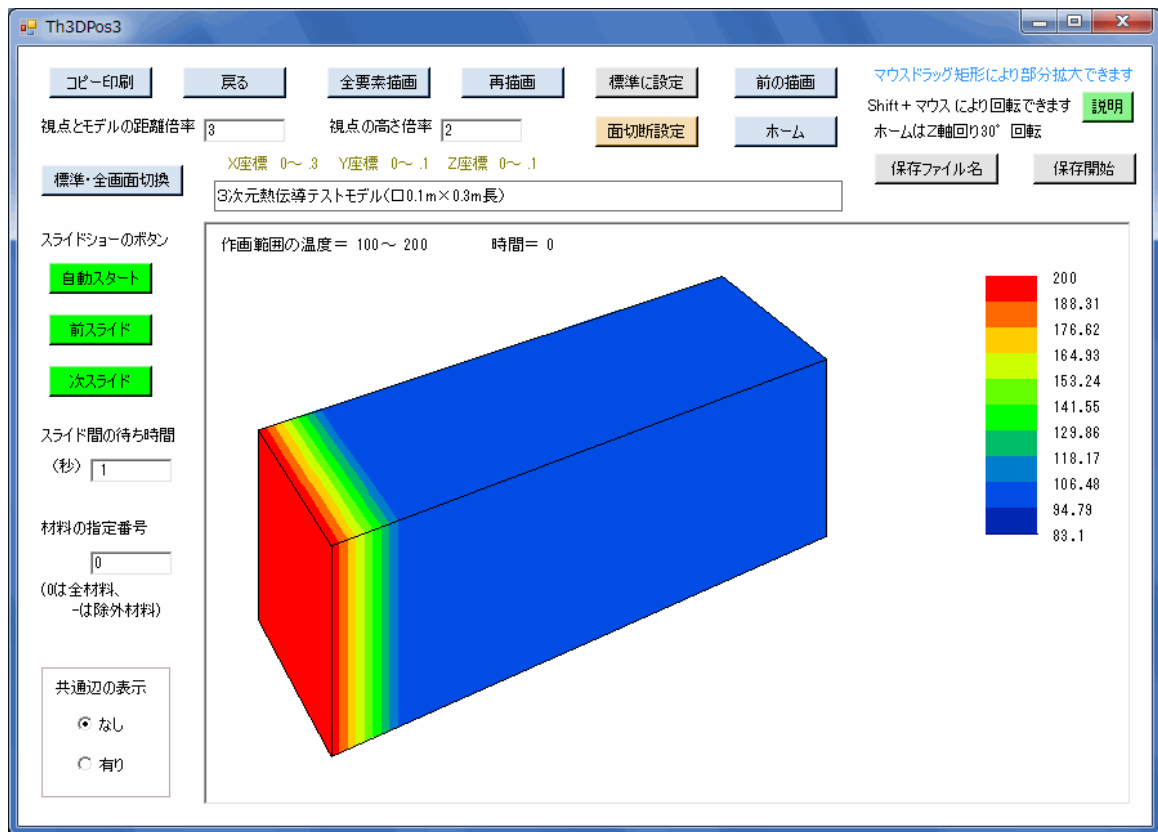 Th3DPos3
コピー印刷
戻る
全要素描画
再描画
標準に設定
前の描画
マウスドラッグ矩形により部分拡大できます
Shift+マウス により回転できます
説明
視点とモデルの距離倍率
3
視点の高さ倍率
2
面切断設定
ホーム
ホームはZ軸回り30° 回転
X座標 0～ .3 Y座標 0～ .1 Z座標 0～ .1
標準・全画面切換
保存ファイル名
保存開始
3次元熱伝導テストモデル(口0.1m×0.3m長)
スライドショーのボタン
自動スタート
前スライド
次スライド
スライド間の待ち時間
(秒)
1
材料の指定番号
0
(0は全材料、
-は除外材料)
共通辺の表示
なし
有り
作画範囲の温度= 100～ 200 時間= 0
200
188.31
176.62
164.93
153.24
141.55
129.86
118.17
106.48
94.79
83.1